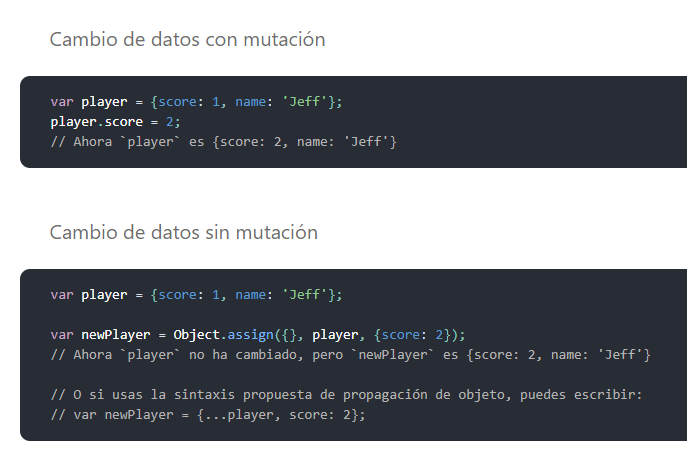 Cambio de datos con mutación
var player = {score: 1, name: 'Jeff'};
player.score = 2;
// Ahora `player` es {score: 2, name: 'Jeff'}
Cambio de datos sin mutación
var player = {score: 1, name: 'Jeff'};
var newPlayer = Object.assign({}, player, {score: 2});
// Ahora `player` no ha cambiado, pero `newPlayer` es {score: 2, name: 'Jeff'}
// O si usas la sintaxis propuesta de propagación de objeto, puedes escribir:
// var newPlayer = {...player, score: 2};